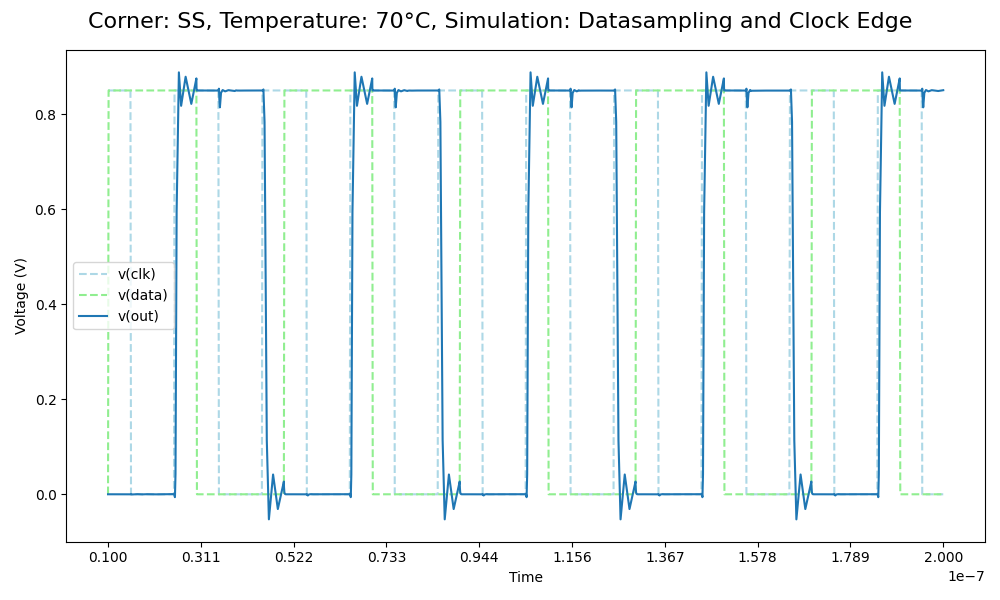 Corner: SS, Temperature: 70°C, Simulation: Datasampling and Clock Edge
Voltage (V)
0.8
0.6
0.4
0.2
0.0
v(clk)
v(data)
v(out)
0.100 0.311 0.522 0.733 0.944 1.156 1.367 1.578 1.789 2.000
Time
1e−7